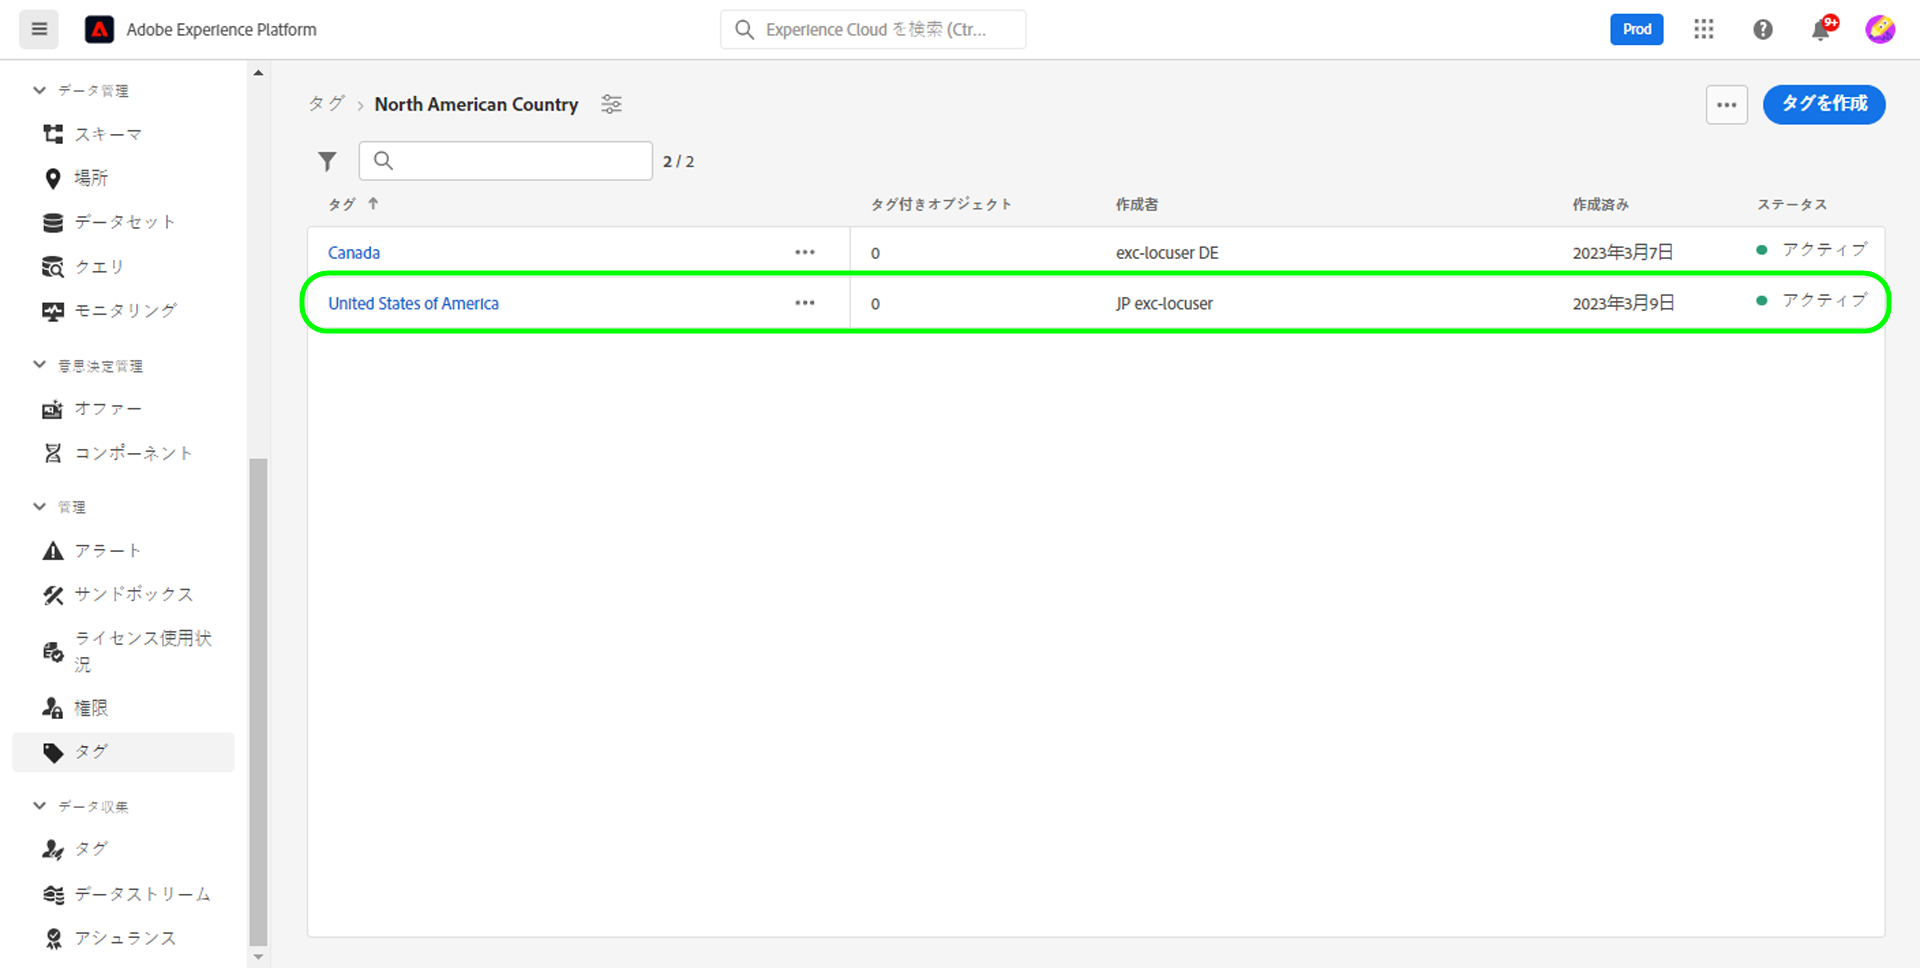 Adobe Experience Platform
Experience Cloud を検索 (Ctr...
Prod
9+
データ管理
スキーマ
場所
データセット
クエリ
モニタリング
意思決定管理
オファー
コンポーネント
管理
アラート
サンドボックス
ライセンス使用状
況
権限
タグ
データ収集
タグ
データストリーム
アシュランス
タグ > North American Country
••• タグを作成
2 / 2
タグ ↑ タグ付きオブジェクト 作成者 作成済み ステータス
Canada ••• 0 exc-locuser DE 2023年3月7日 アクティブ
United States of America ••• 0 JP exc-locuser 2023年3月9日 アクティブ